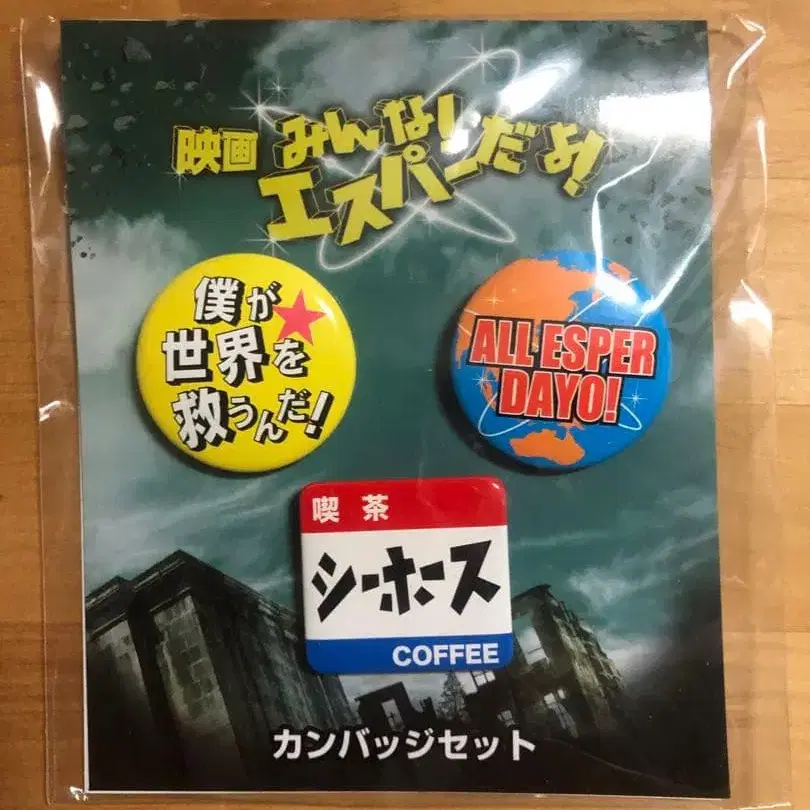 映画 みんな!
エスパーだよ!
僕が
世界を
救うんだ!
ALL ESPER
DAYO!
喫茶
シーホース
COFFEE
カンバッジセット